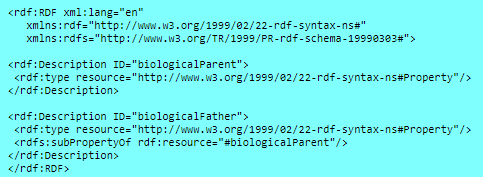 <rdf:RDF xml:lang="en"
xmlns:rdf="http://www.w3.org/1999/02/22-rdf-syntax-ns#"
xmlns:rdfs="http://www.w3.org/TR/1999/PR-rdf-schema-19990303#">
<rdf:Description ID="biologicalParent">
<rdf:type resource="http://www.w3.org/1999/02/22-rdf-syntax-ns#Property"/>
</rdf:Description>
<rdf:Description ID="biologicalFather">
<rdf:type resource="http://www.w3.org/1999/02/22-rdf-syntax-ns#Property"/>
<rdfs:subPropertyOf rdf:resource="#biologicalParent"/>
</rdf:Description>
</rdf:RDF>